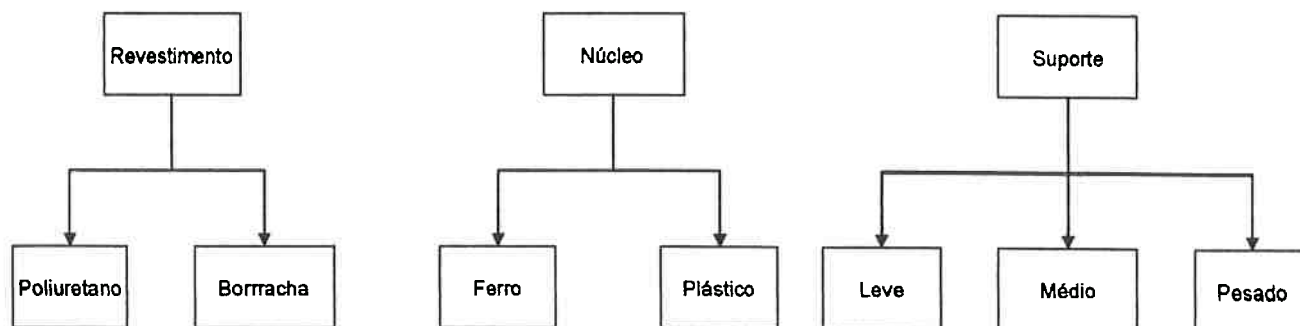 Revestimento
Núcleo
Suporte
Poliuretano
Borrracha
Ferro
Plástico
Leve
Médio
Pesado